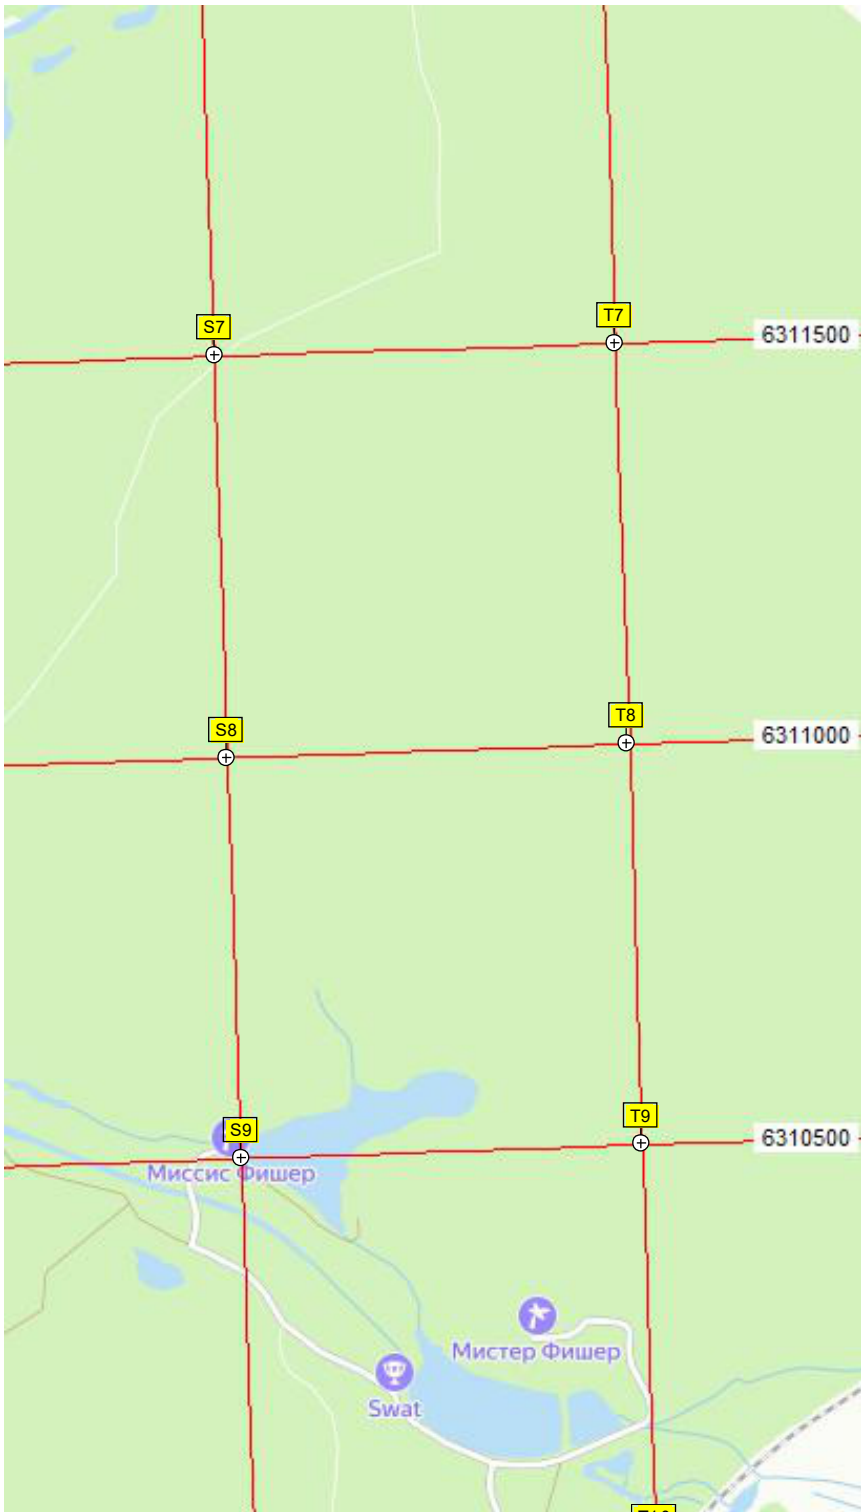 T7
S7
6311500
T8
S8
6311000
T9
S9
6310500
Миссис Фишер
Мистер Фишер
Swat